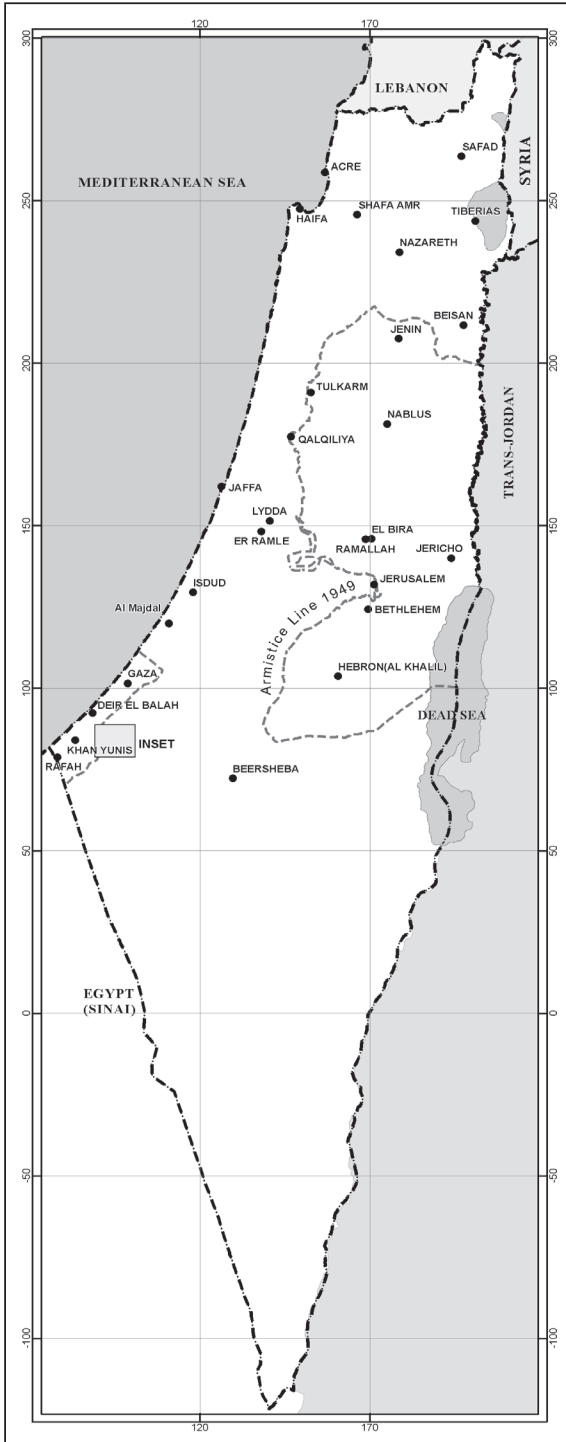 120
170
300
300
LEBANON
SYRIA
SAFAD
ACRE
MEDITERRANEAN SEA
250
250
SHAFA AMR
TIBERIAS
HAIFA
NAZARETH
BEISAN
JENIN
200
200
TULKARM
NABLUS
TRANS-JORDAN
QALQILIYA
JAFFA
LYDDA
150
150
ER RAMLE
EL BIRA
RAMALLAH
JERICHO
ISDUD
JERUSALEM
Al Majdal
BETHLEHEM
Armistice Line 1949
HEBRON(AL KHALIL)
GAZA
100
100
DEIR EL BALAH
DEAD SEA
KHAN YUNIS
INSET
RAFAH
BEERSHEBA
50
50
EGYPT
(SINAI)
0
0
-50
-50
-100
-100
120
170